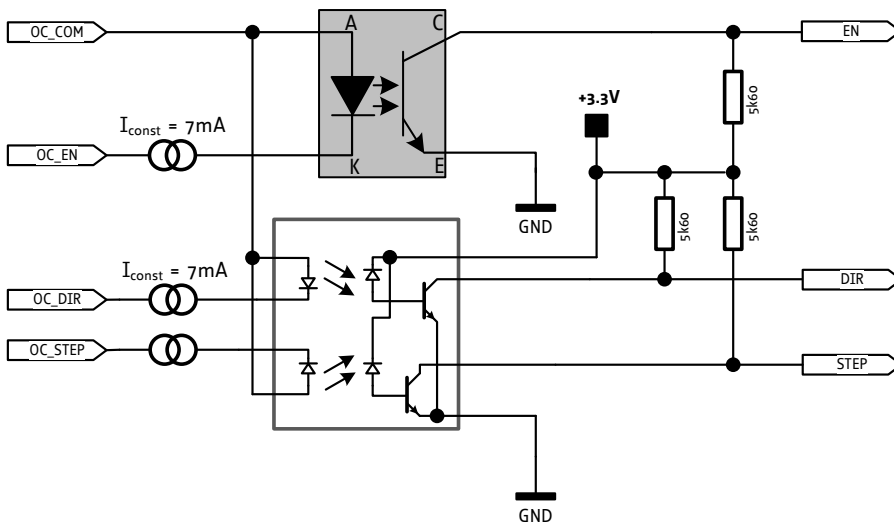 OC_COM
A
C
EN
+3.3V
5k60
I_const = 7mA
OC_EN
K
E
GND
5k60
5k60
I_const = 7mA
OC_DIR
DIR
OC_STEP
STEP
GND